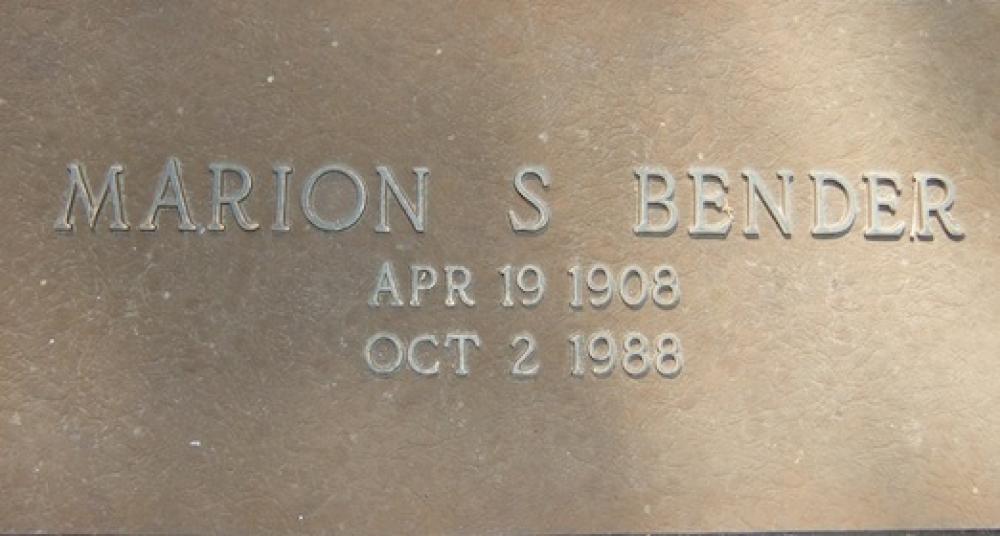 MARION S BENDER
APR 19 1908
OCT 2 1988